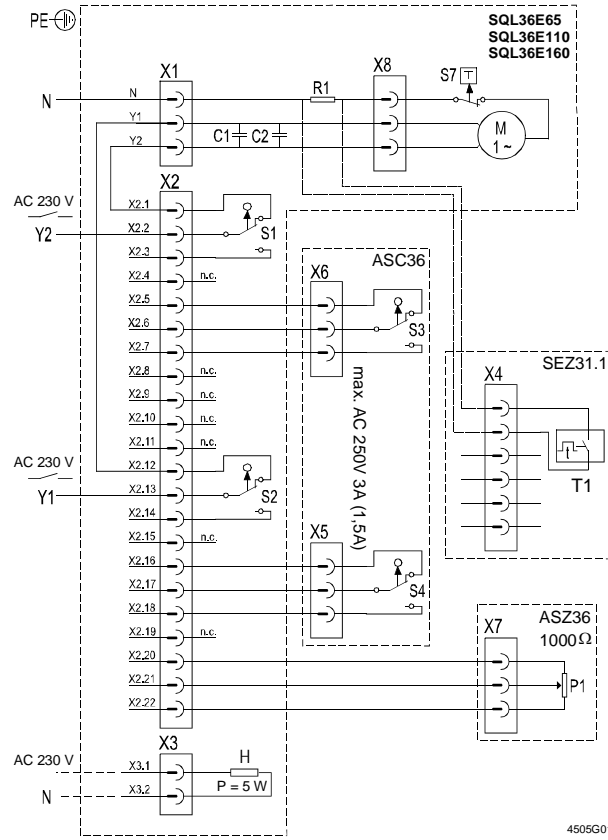 PE
SQL36E65
SQL36E110
SQL36E160
X1
R1
X8
S7
T
N
N
Y1
Y2
C1
C2
M
1 ~
X2
AC 230 V
Y2
X2.1
X2.2
X2.3
X2.4
n.c.
X2.5
X2.6
X2.7
X2.8
n.c.
X2.9
n.c.
X2.10
n.c.
X2.11
n.c.
X2.12
X2.13
X2.14
X2.15
n.c.
X2.16
X2.17
X2.18
X2.19
n.c.
X2.20
X2.21
X2.22
S1
ASC36
X6
S3
max. AC 250V 3A (1,5A)
SEZ31.1
X4
t
T1
AC 230 V
Y1
S2
X5
S4
ASZ36
1000Ω
X7
P1
X3
AC 230 V
N
X3.1
X3.2
H
P = 5 W
4505G01